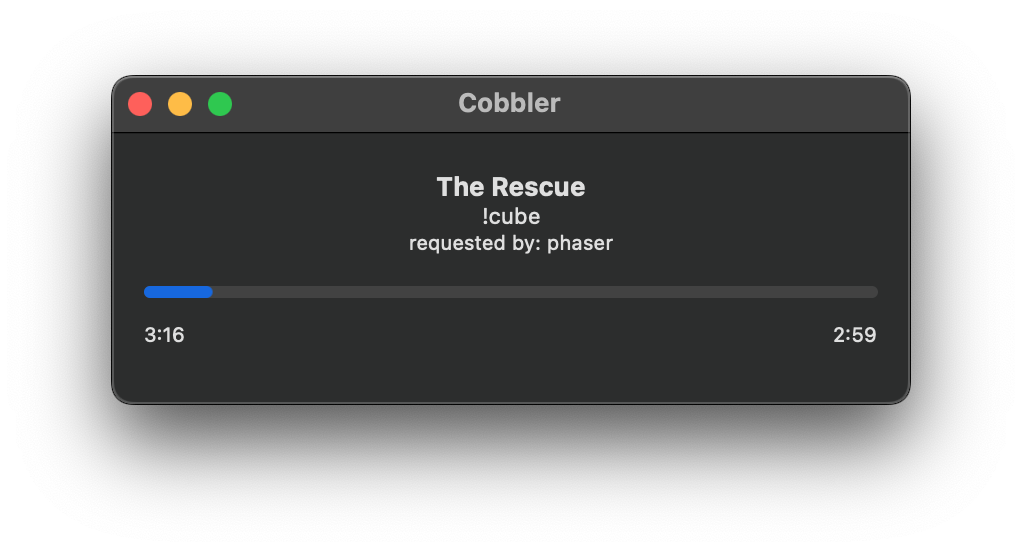 Cobbler
The Rescue
!cube
requested by: phaser
3:16 2:59